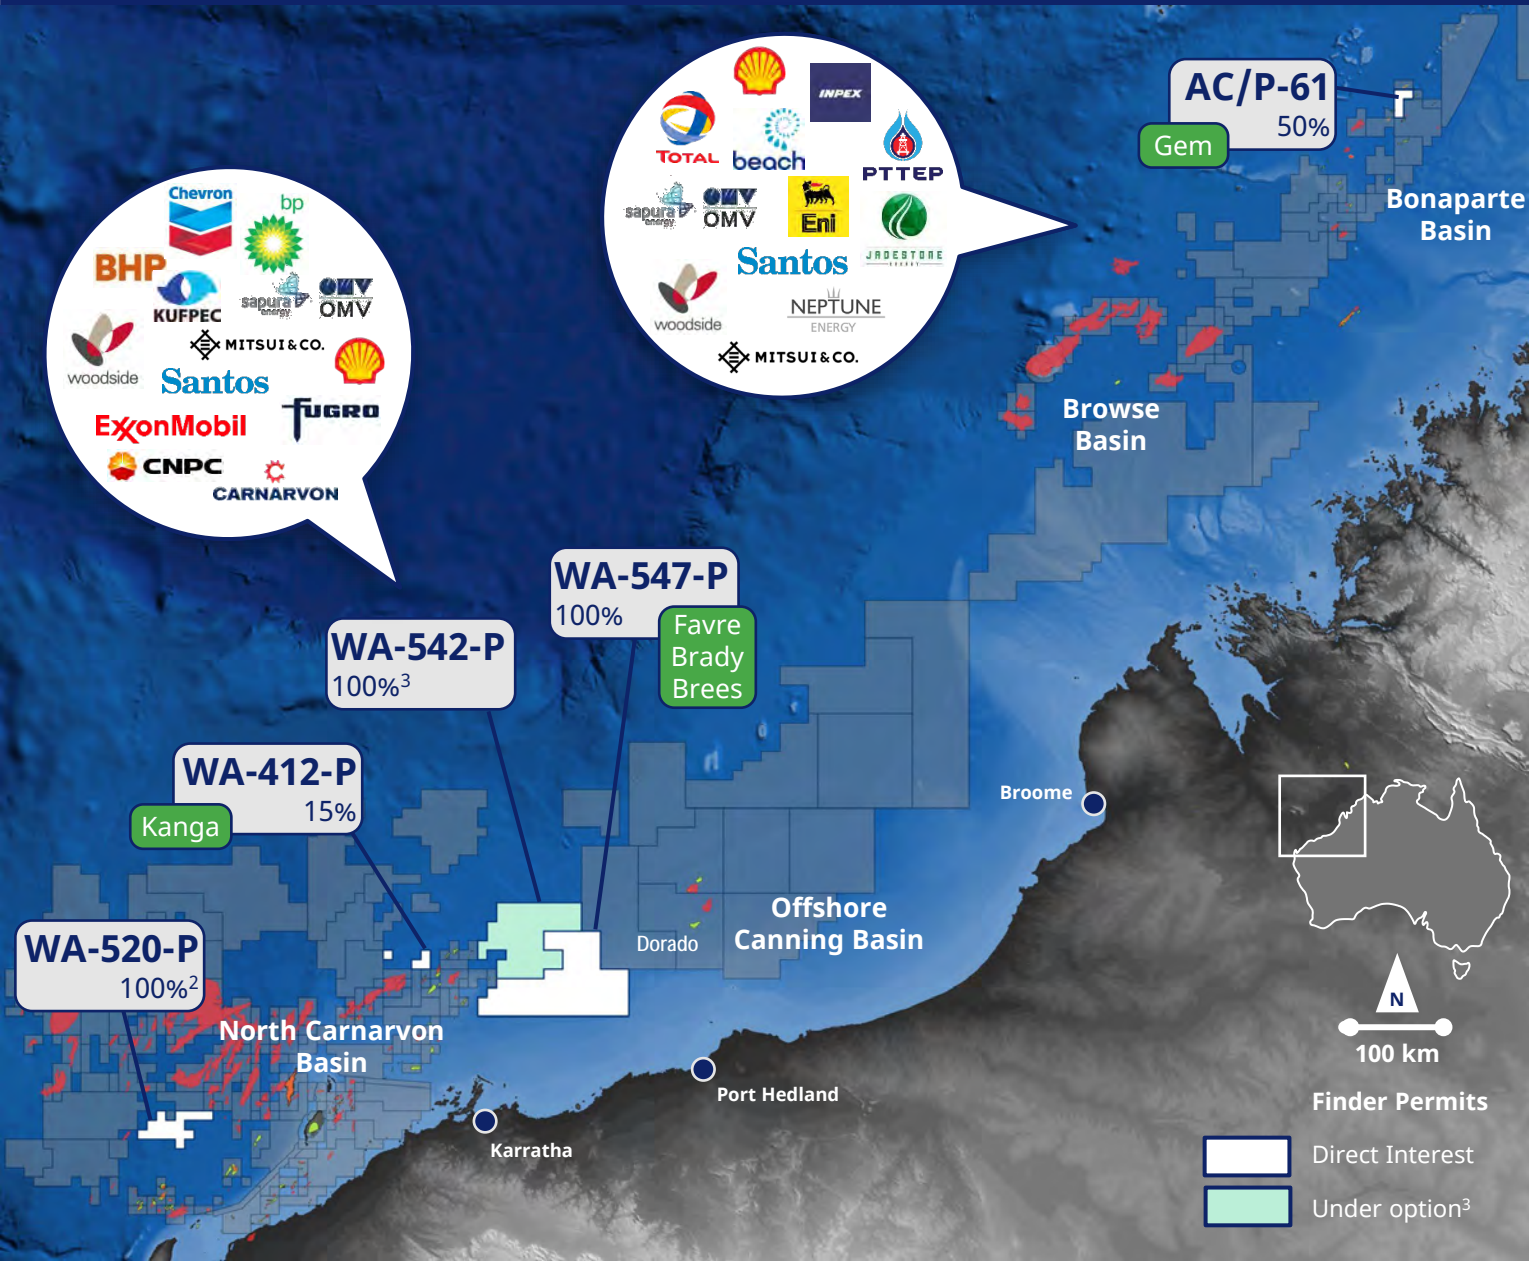 INPEX
TOTAL
beach
PTTEP
sapura
energy
OMV
OMV
Eni
Santos
JADESTONE
ENERGY
woodside
NEPTUNE
ENERGY
MITSUI & CO.
AC/P-61
50%
Gem
Bonaparte
Basin
Chevron
bp
BHP
KUFPEC
sapura
energy
OMV
OMV
MITSUI & CO.
woodside
Santos
ExxonMobil
FUGRO
CNPC
CARNARVON
Browse
Basin
WA-547-P
100%
Favre
Brady
Brees
WA-542-P
100%³
WA-412-P
15%
Kanga
Broome
WA-520-P
100%²
Dorado
Offshore
Canning Basin
North Carnarvon
Basin
Port Hedland
Karratha
N
100 km
Finder Permits
Direct Interest
Under option³